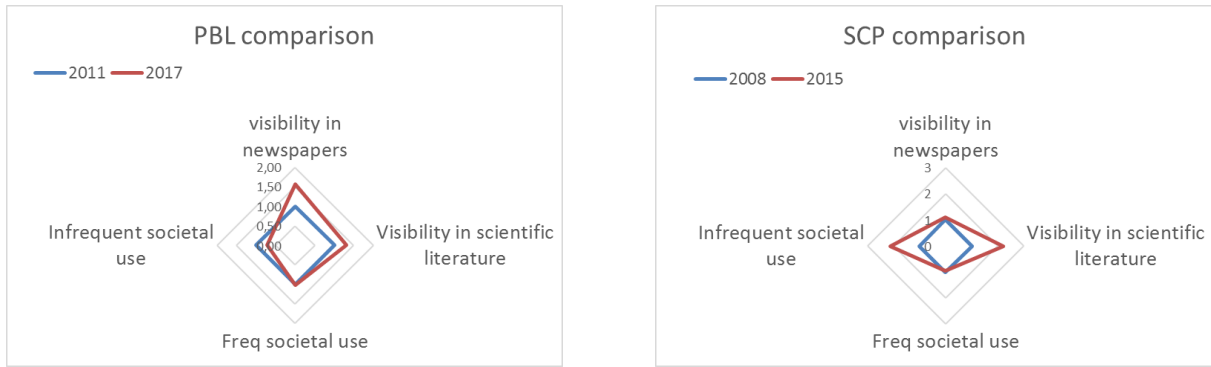 PBL comparison
2011 2017
visibility in
newspapers
2,00
1,50
1,00
0,50
0,00
Infrequent societal
use
Visibility in scientific
literature
Freq societal use
SCP comparison
2008 2015
visibility in
newspapers
3
2
1
0
Infrequent societal
use
Visibility in scientific
literature
Freq societal use